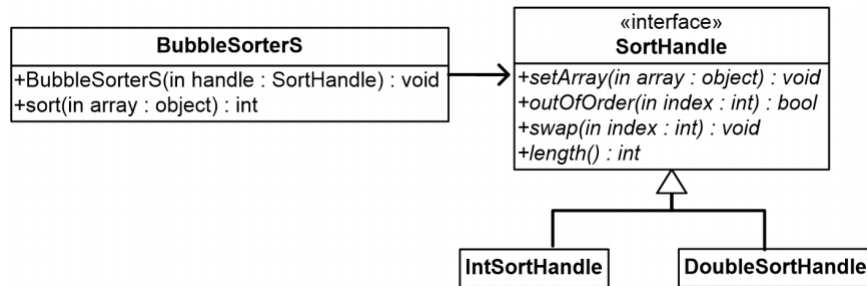 BubbleSorterS
+BubbleSorterS(in handle : SortHandle) : void
+sort(in array : object) : int
«interface»
SortHandle
+setArray(in array : object) : void
+outOfOrder(in index : int) : bool
+swap(in index : int) : void
+length() : int
IntSortHandle
DoubleSortHandle